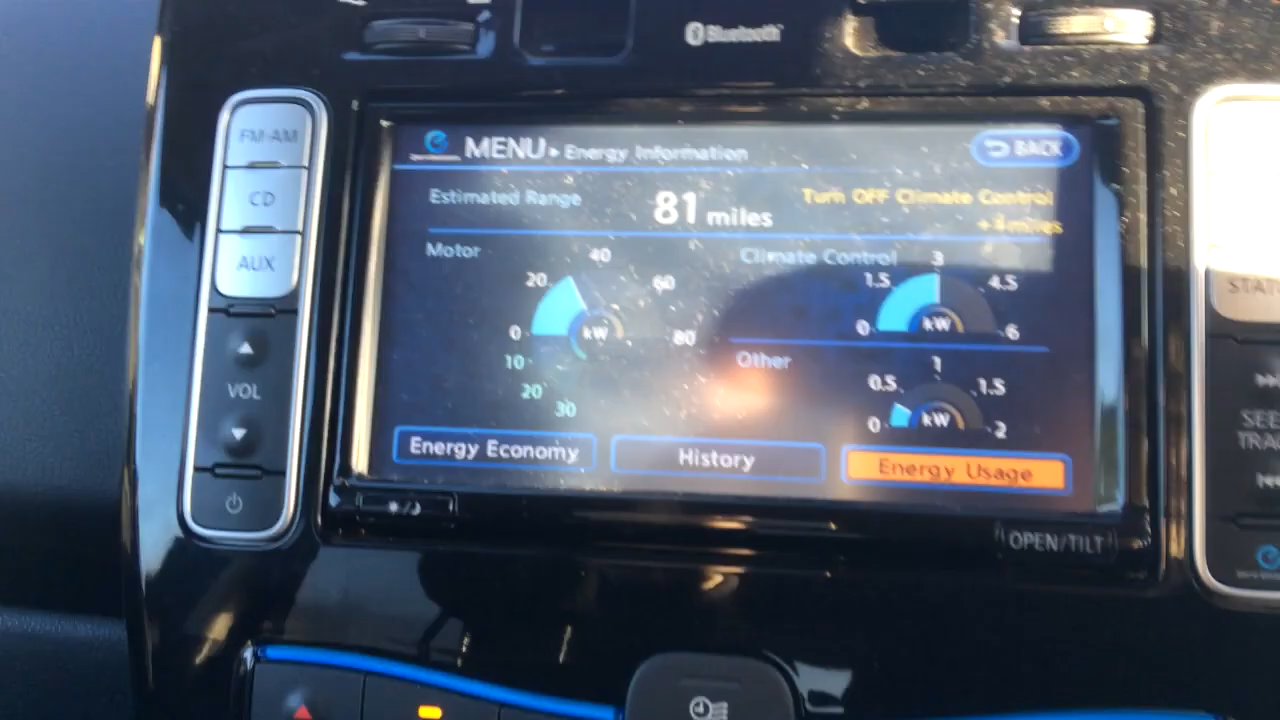 Bluetooth
FM·AM
CD
AUX
VOL
MENU
Energy Information
BACK
Estimated Range
81 miles
Turn OFF Climate Control
miles
Motor
0
20
40
60
80
10
20
30
kW
Climate Control
0
1.5
3
4.5
6
kW
Other
0
0.5
1
1.5
2
kW
Energy Economy
History
Energy Usage
OPEN/TILT